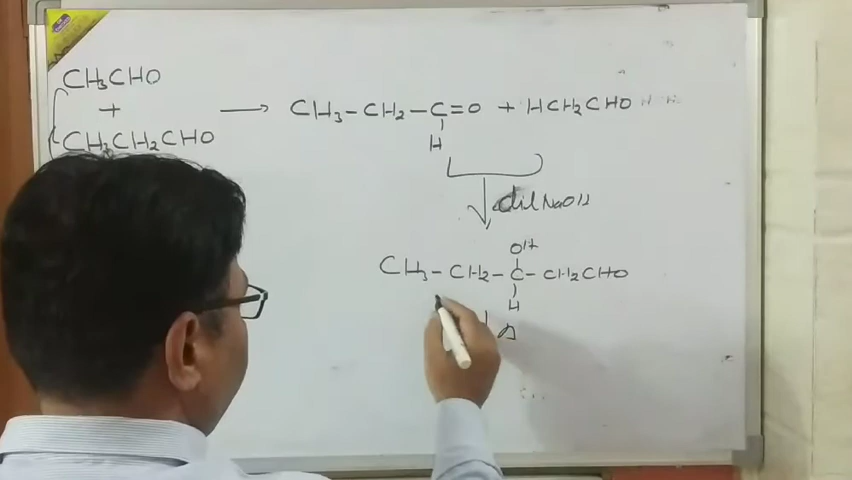 CH3CHO
+
CH3CH2CHO
→ CH3-CH2-C=O + HCH2CHO
H
dil NaOH
OH
CH3-CH2-C-CH2CHO
H
Δ